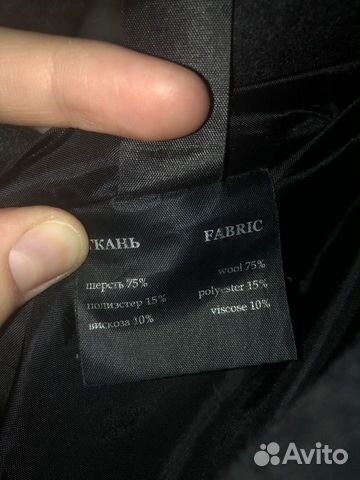 ТКАНЬ FABRIC
шерсть 75% wool 75%
полиэстер 15% polyester 15%
вискоза 10% viscose 10%
Avito